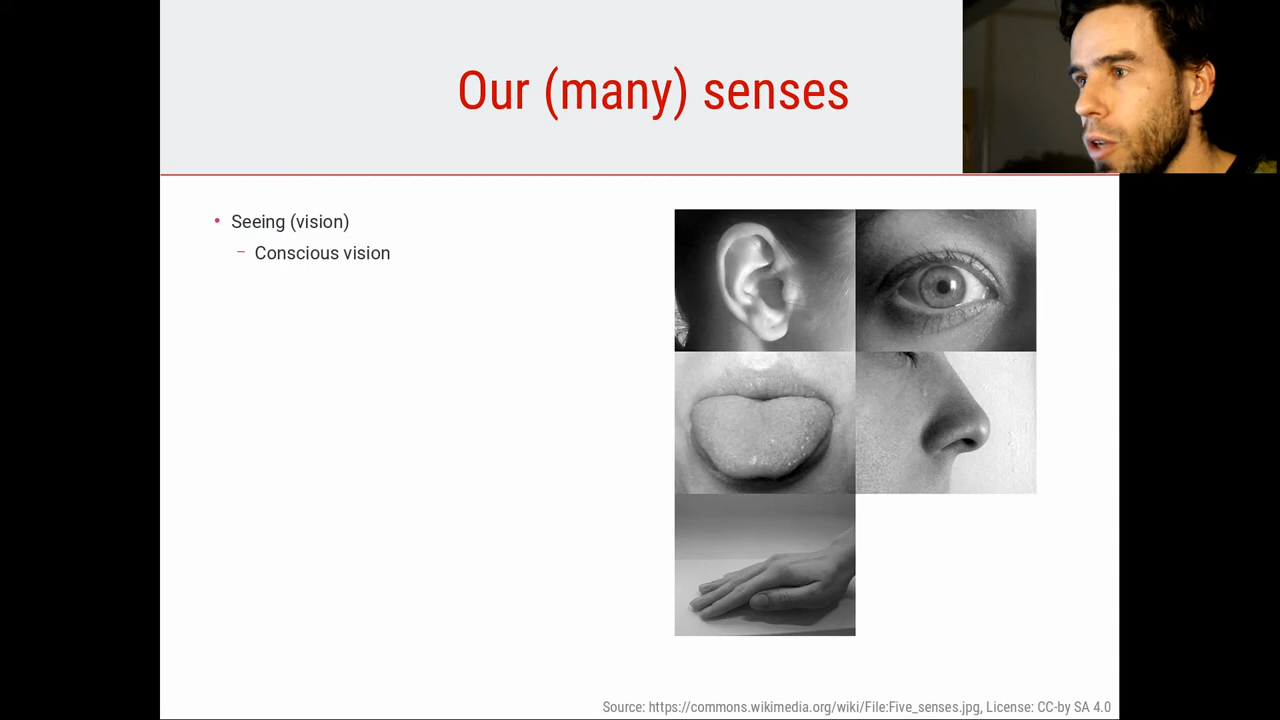 Our (many) senses
• Seeing (vision)
– Conscious vision
Source: https://commons.wikimedia.org/wiki/File:Five_senses.jpg, License: CC-by SA 4.0